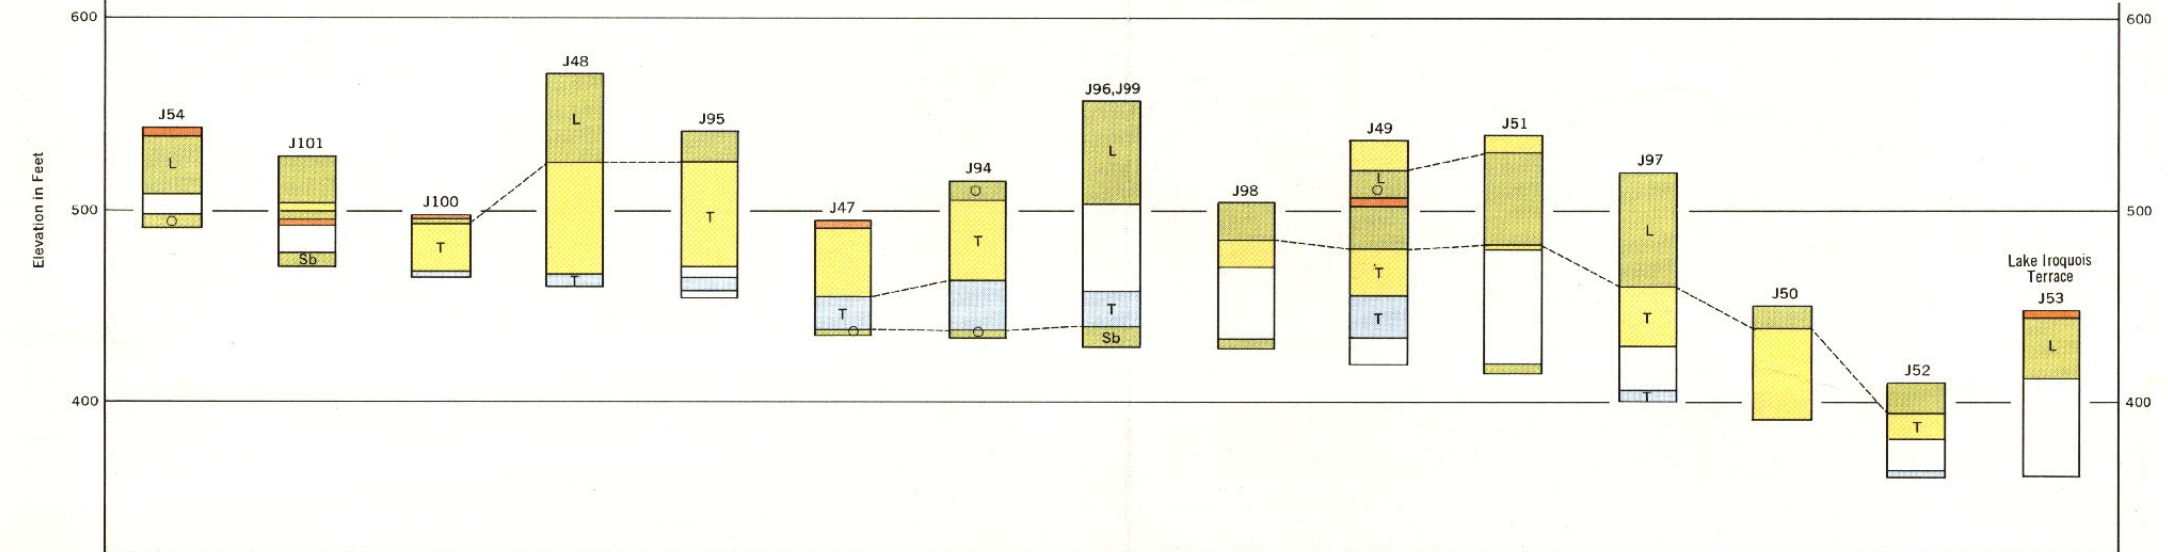 600
600
J48
J96,J99
J54
J95
J49
J51
J101
L
J94
J97
L
L
J98
Elevation in Feet
L
J100
O
L
O
500
J47
500
O
T
T
L
T
T
Lake Iroquois
Terrace
Sb
T
J53
T
J50
T
T
T
T
L
O
O
Sb
J52
400
T
400
T